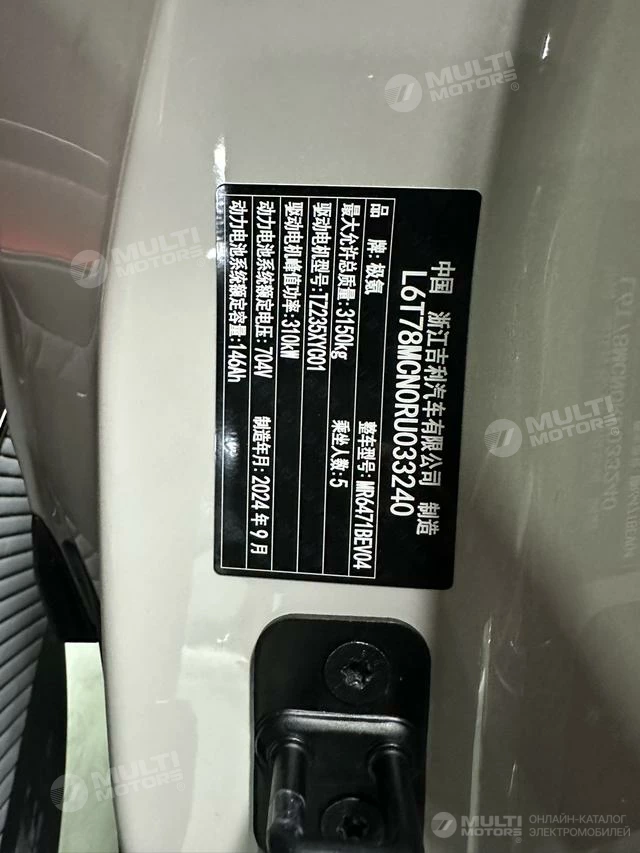 中国 浙江吉利汽车有限公司 制造
L6T78MCN0RU033240
品 牌: 极氪 整车型号: MR6471BEV04
最大允许总质量: 3150kg 乘坐人数: 5
驱动电机型号: TZ235XYC01
驱动电机峰值功率: 310kW
动力电池系统额定电压: 704V 制造年月: 2024年9月
动力电池系统额定容量: 146Ah
MULTI MOTORS®
MULTI MOTORS
MULTI MOTORS
MULTI MOTORS
MULTI MOTORS ОНЛАЙН-КАТАЛОГ ЭЛЕКТРОМОБИЛЕЙ